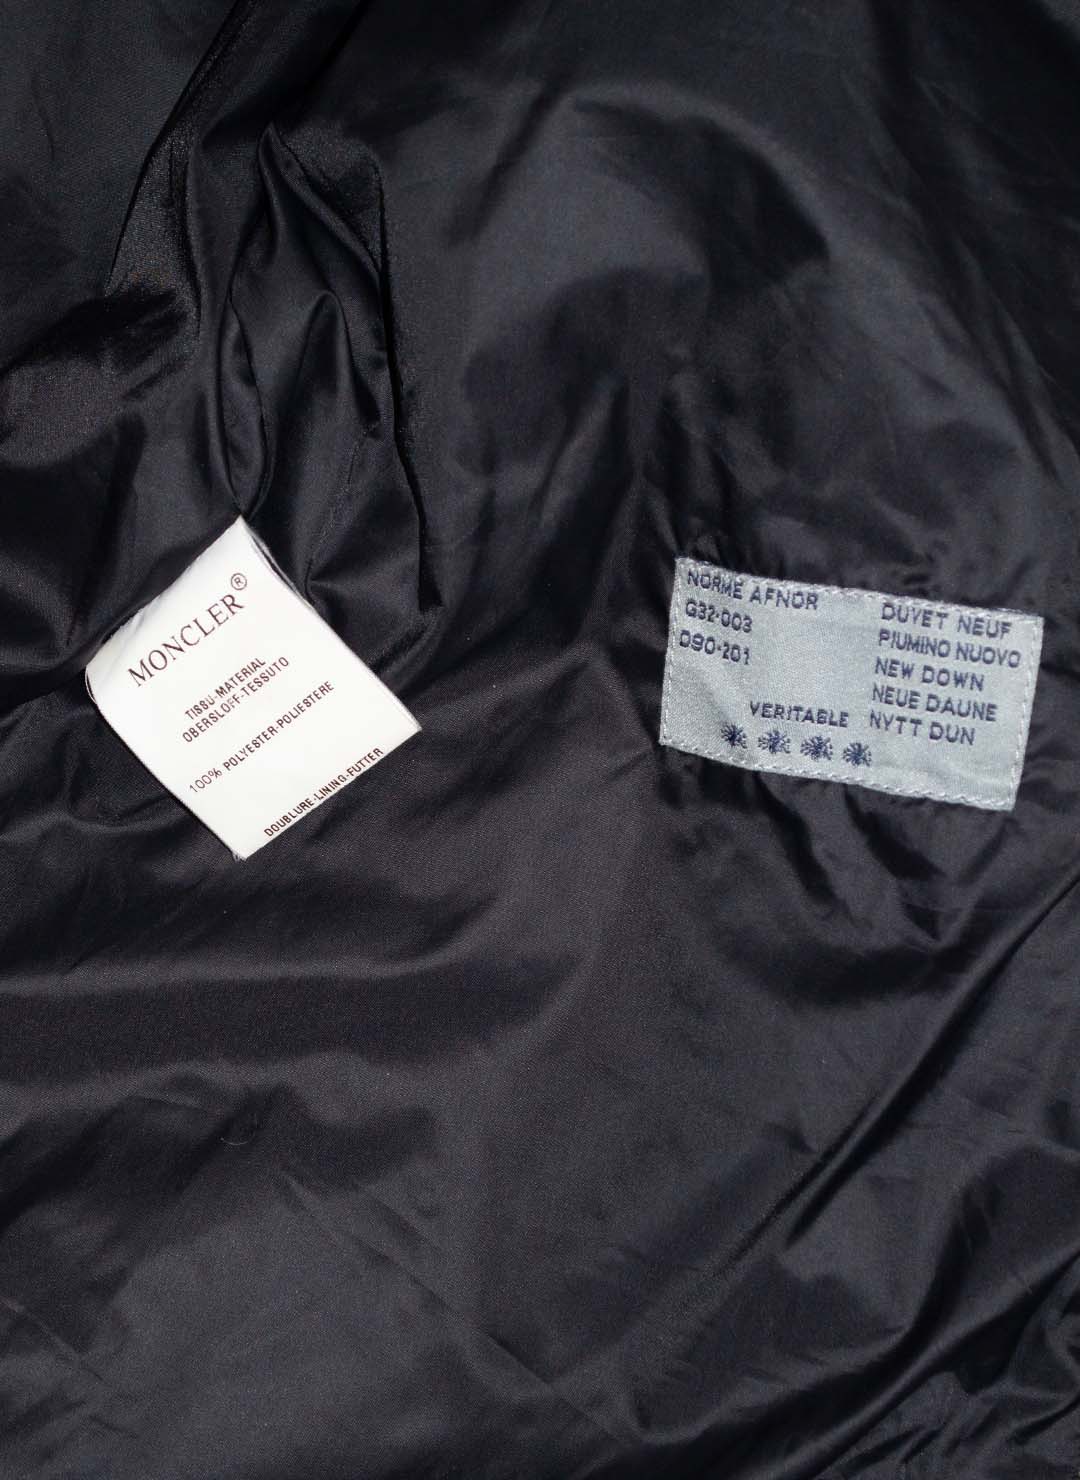 MONCLER®
TISSU-MATERIAL
OBERSLOFF-TESSUTO
100% POLYESTER-POLIESTERE
DOUBLURE-LINING-FUTTER
NORME AFNOR
G32-003
D90-201
VERITABLE
DUVET NEUF
PIUMINO NUOVO
NEW DOWN
NEUE DAUNE
NYTT DUN